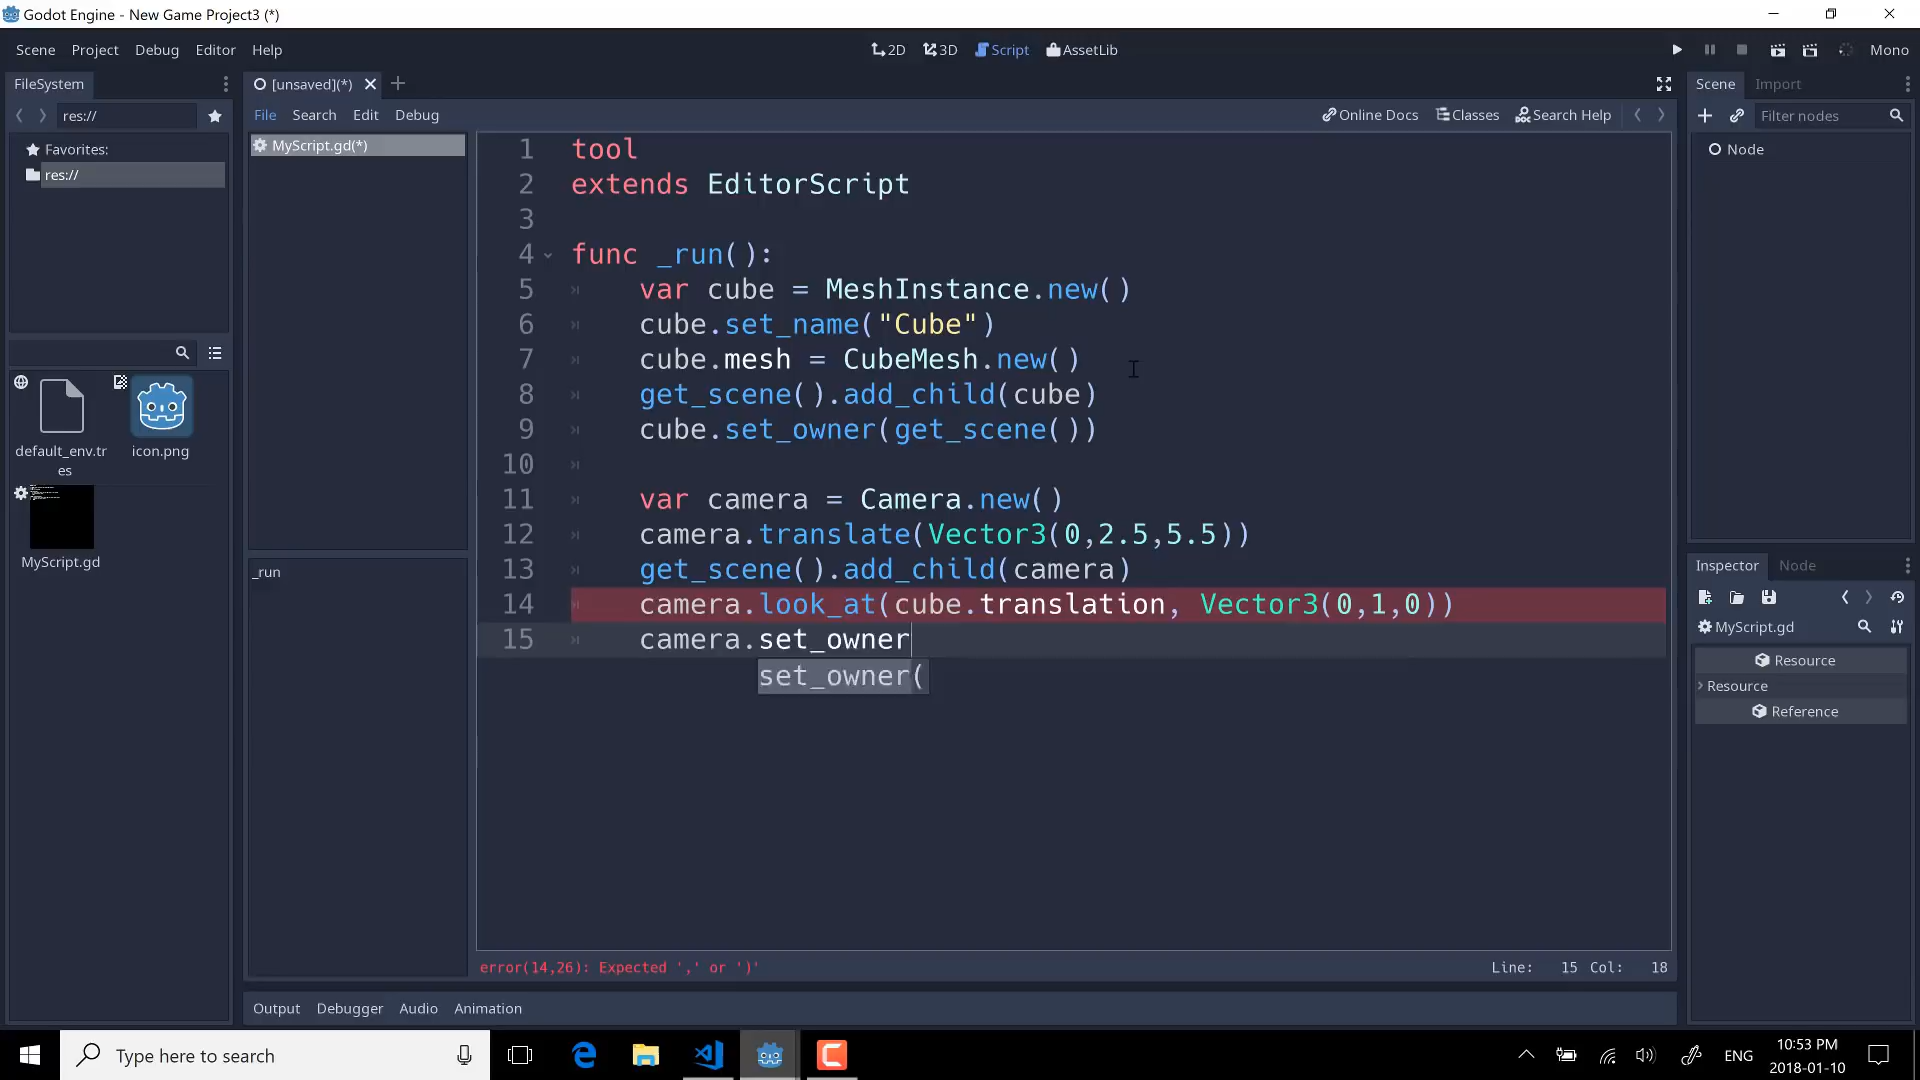 Godot Engine - New Game Project3 (*)
Scene Project Debug Editor Help
2D 3D Script AssetLib
Mono
FileSystem
[unsaved](*)
Scene Import
res://
File Search Edit Debug
Online Docs Classes Search Help
Filter nodes
Favorites:
res://
MyScript.gd(*)
Node
1 tool
2 extends EditorScript
3
4 func _run():
5 var cube = MeshInstance.new()
6 cube.set_name("Cube")
7 cube.mesh = CubeMesh.new()
8 get_scene().add_child(cube)
9 cube.set_owner(get_scene())
10
11 var camera = Camera.new()
12 camera.translate(Vector3(0,2.5,5.5))
13 get_scene().add_child(camera)
14 camera.look_at(cube.translation, Vector3(0,1,0))
15 camera.set_owner
set_owner(
default_env.tres
icon.png
MyScript.gd
_run
Inspector Node
MyScript.gd
Resource
Resource
Reference
error(14,26): Expected ',' or ')'
Line: 15 Col: 18
Output Debugger Audio Animation
Type here to search
ENG
10:53 PM
2018-01-10